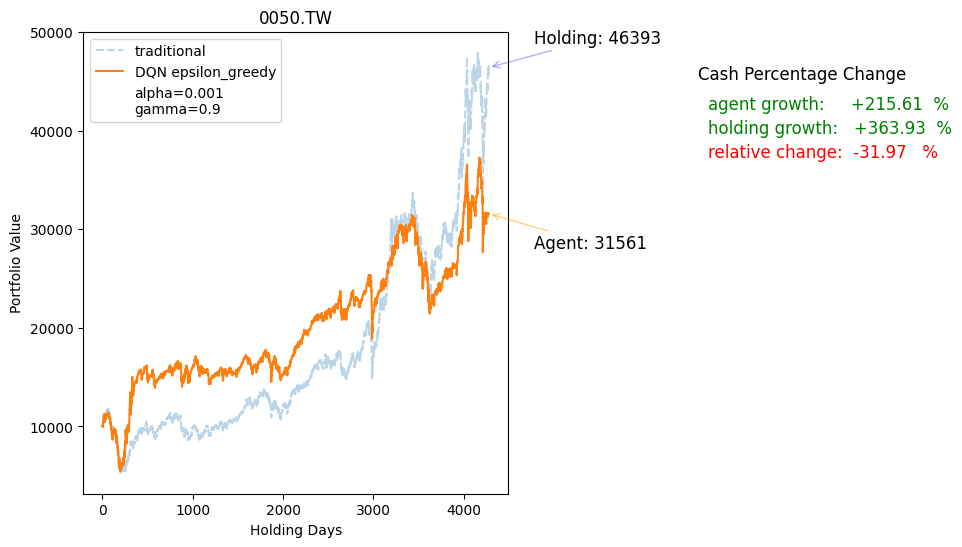 0050.TW
traditional
DQN epsilon_greedy
alpha=0.001
gamma=0.9
Portfolio Value
50000
40000
30000
20000
10000
0
1000
2000
3000
4000
Holding Days
Holding: 46393
Agent: 31561
Cash Percentage Change
agent growth: +215.61 %
holding growth: +363.93 %
relative change: -31.97 %